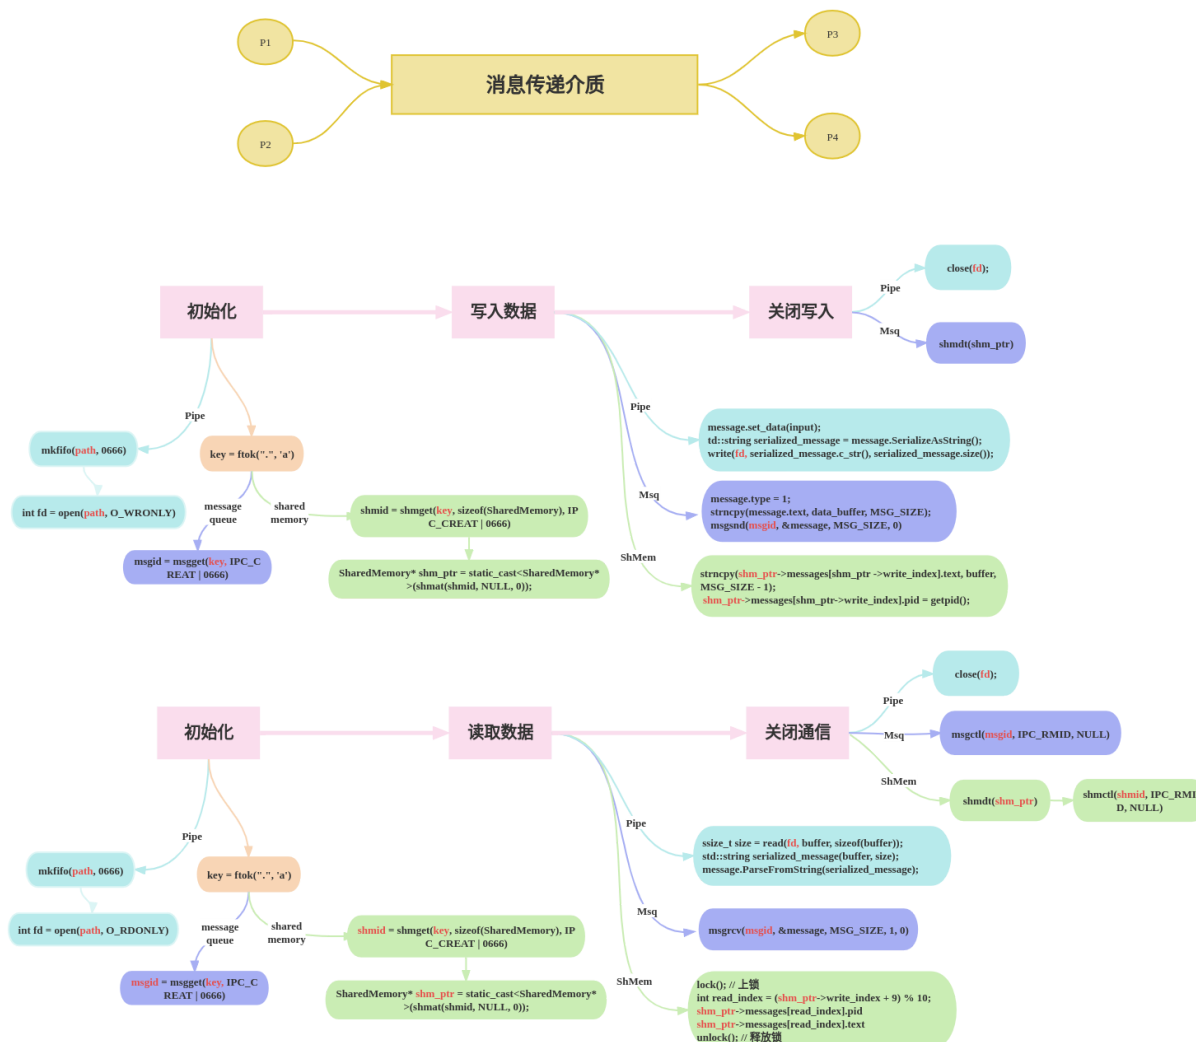 P1
P3
消息传递介质
P2
P4
close(fd);
Pipe
初始化
写入数据
关闭写入
Msq
shmdt(shm_ptr)
Pipe
Pipe
message.set_data(input);
td::string serialized_message = message.SerializeAsString();
write(fd, serialized_message.c_str(), serialized_message.size());
mkfifo(path, 0666)
key = ftok(".", 'a')
Msq
message.type = 1;
strncpy(message.text, data_buffer, MSG_SIZE);
msgsnd(msgid, &message, MSG_SIZE, 0)
int fd = open(path, O_WRONLY)
message
queue
shared
memory
shmid = shmget(key, sizeof(SharedMemory), IP
C_CREAT | 0666)
ShMem
msgid = msgget(key, IPC_C
REAT | 0666)
SharedMemory* shm_ptr = static_cast<SharedMemory*
>(shmat(shmid, NULL, 0));
strncpy(shm_ptr->messages[shm_ptr ->write_index].text, buffer,
MSG_SIZE - 1);
shm_ptr->messages[shm_ptr->write_index].pid = getpid();
close(fd);
Pipe
初始化
读取数据
关闭通信
Msq
msgctl(msgid, IPC_RMID, NULL)
ShMem
shmdt(shm_ptr)
shmctl(shmid, IPC_RMI
D, NULL)
Pipe
Pipe
ssize_t size = read(fd, buffer, sizeof(buffer));
std::string serialized_message(buffer, size);
message.ParseFromString(serialized_message);
mkfifo(path, 0666)
key = ftok(".", 'a')
Msq
msgrcv(msgid, &message, MSG_SIZE, 1, 0)
int fd = open(path, O_RDONLY)
message
queue
shared
memory
shmid = shmget(key, sizeof(SharedMemory), IP
C_CREAT | 0666)
ShMem
msgid = msgget(key, IPC_C
REAT | 0666)
SharedMemory* shm_ptr = static_cast<SharedMemory*
>(shmat(shmid, NULL, 0));
lock(); // 上锁
int read_index = (shm_ptr->write_index + 9) % 10;
shm_ptr->messages[read_index].pid
shm_ptr->messages[read_index].text
unlock(); // 释放锁